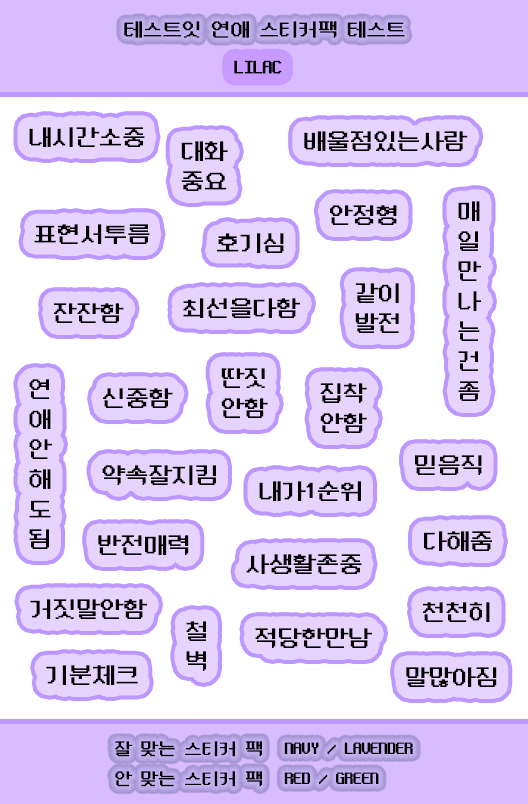 테스트잇 연애 스티커팩 테스트
LILAC
내시간소중
대화
중요
배울점있는사람
표현서투름
호기심
안정형
매
일
만
나
는
건
좀
잔잔함
최선을다함
같이
발전
연
애
안
해
도
됨
신중함
딴짓
안함
집착
안함
약속잘지킴
내가1순위
믿음직
반전매력
사생활존중
다해줌
거짓말안함
철
벽
적당한만남
천천히
기분체크
말많아짐
잘 맞는 스티커 팩 NAVY / LAVENDER
안 맞는 스티커 팩 RED / GREEN